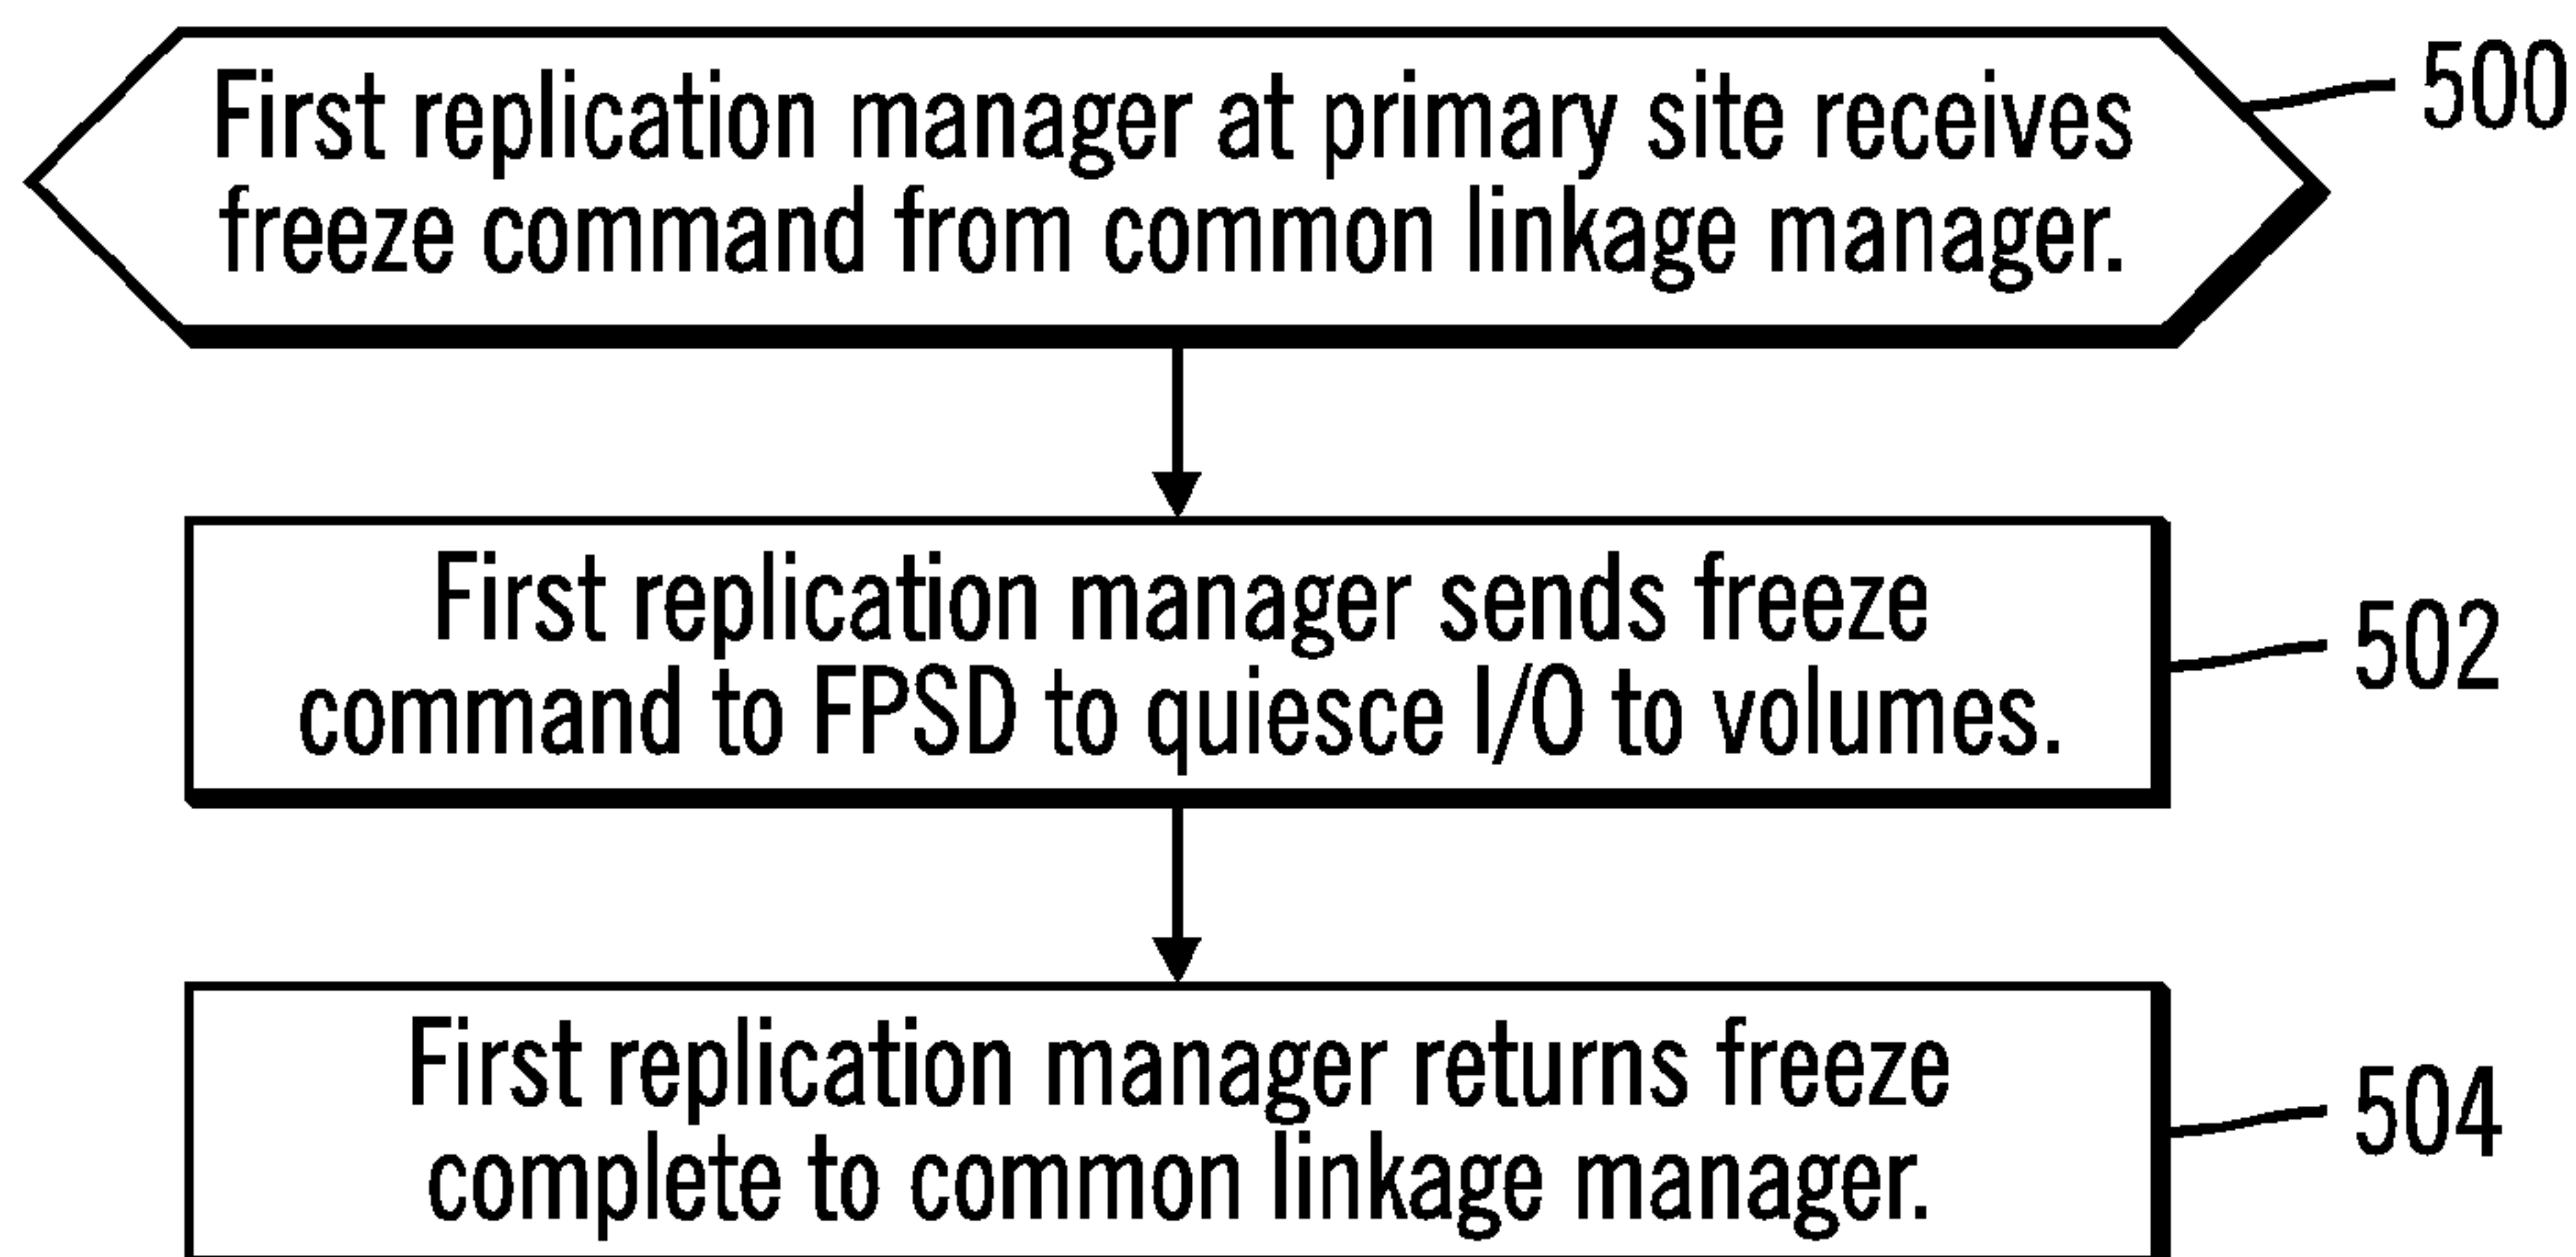 First replication manager at primary site receives
freeze command from common linkage manager.
500
First replication manager sends freeze
command to FPSD to quiesce I/O to volumes.
502
First replication manager returns freeze
complete to common linkage manager.
504